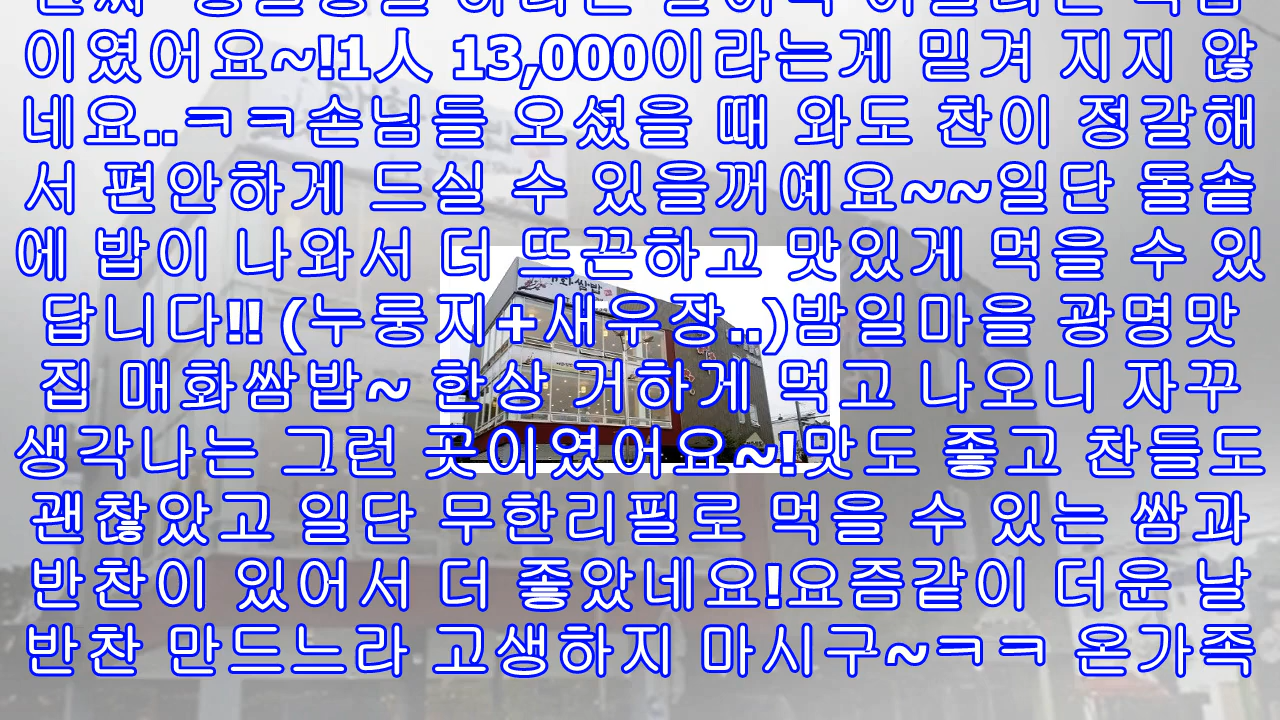 이였어요~!1人 13,000이라는게 믿겨 지지 않
네요..ㅋㅋ손님들 오셨을 때 와도 찬이 정갈해
서 편안하게 드실 수 있을꺼예요~~일단 돌솥
에 밥이 나와서 더 뜨끈하고 맛있게 먹을 수 있
답니다!! (누룽지+새우장..)밤일마을 광명맛
집 매화쌈밥~ 한상 거하게 먹고 나오니 자꾸
생각나는 그런 곳이였어요~!맛도 좋고 찬들도
괜찮았고 일단 무한리필로 먹을 수 있는 쌈과
반찬이 있어서 더 좋았네요!요즘같이 더운 날
반찬 만드느라 고생하지 마시구~ㅋㅋ 온가족